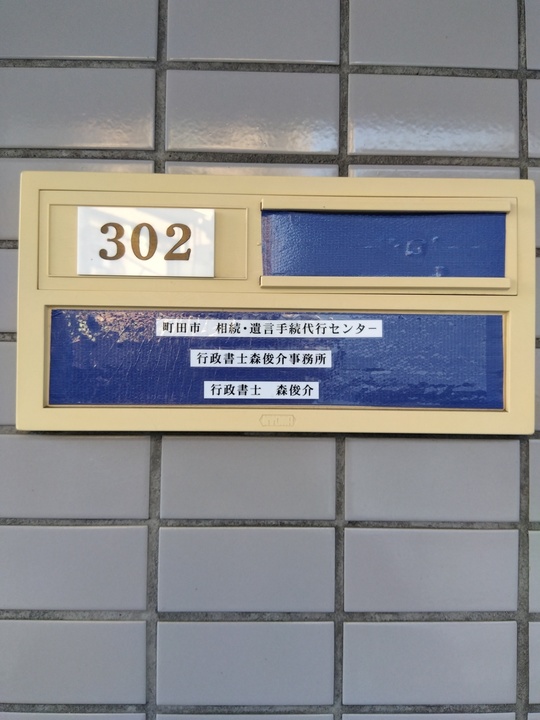 302
町田市　相続・遺言手続代行センター
行政書士森俊介事務所
行政書士　森俊介